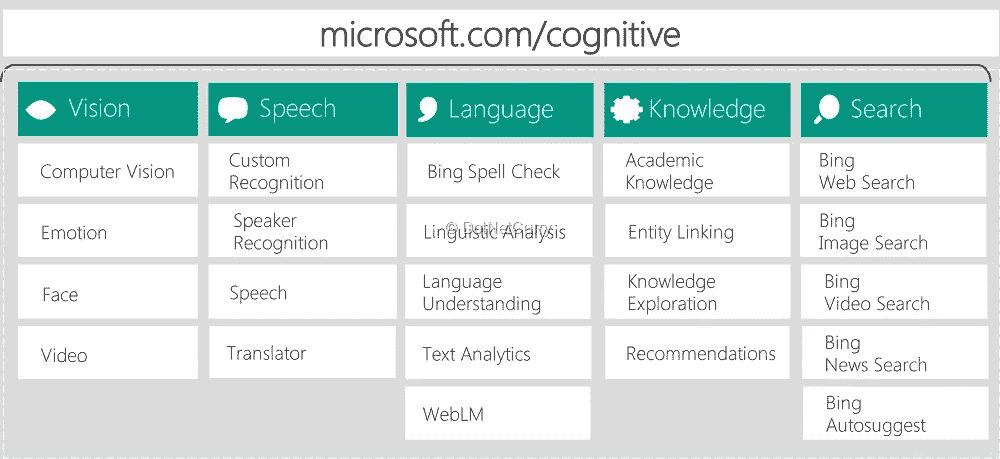 microsoft.com/cognitive
Vision
Computer Vision
Emotion
Face
Video
Speech
Custom
Recognition
Speaker
Recognition
Speech
Translator
Language
Bing Spell Check
Linguistic Analysis
© DotNetCurry
Language
Understanding
Text Analytics
WebLM
Knowledge
Academic
Knowledge
Entity Linking
Knowledge
Exploration
Recommendations
Search
Bing
Web Search
Bing
Image Search
Bing
Video Search
Bing
News Search
Bing
Autosuggest